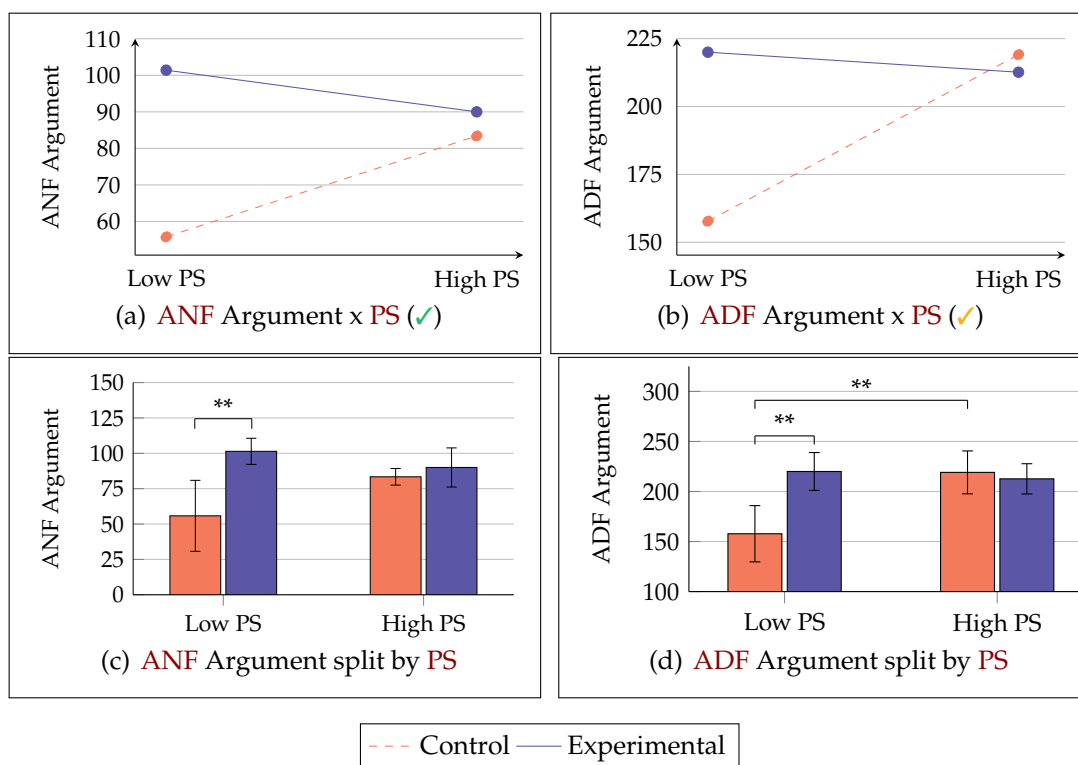 110
100
90
80
70
60
ANF Argument
Low PS
High PS
(a) ANF Argument x PS (✓)
225
200
175
150
ADF Argument
Low PS
High PS
(b) ADF Argument x PS (✓)
150
125
100
75
50
25
0
ANF Argument
**
Low PS
High PS
(c) ANF Argument split by PS
300
250
200
150
100
ADF Argument
**
**
Low PS
High PS
(d) ADF Argument split by PS
Control
Experimental